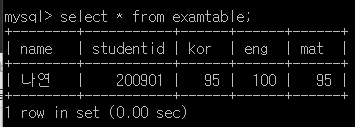 mysql> select * from examtable;
+------+-----------+-----+-----+-----+
| name | studentid | kor | eng | mat |
+------+-----------+-----+-----+-----+
| 나연 | 200901 | 95 | 100 | 95 |
+------+-----------+-----+-----+-----+
1 row in set (0.00 sec)